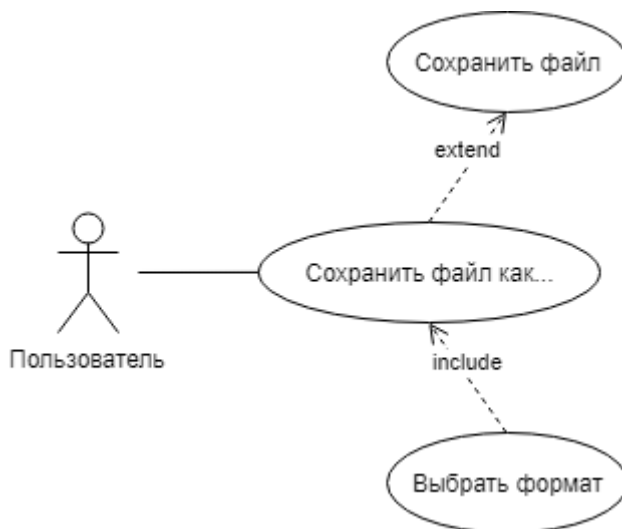 Сохранить файл
extend
Сохранить файл как...
Пользователь
include
Выбрать формат